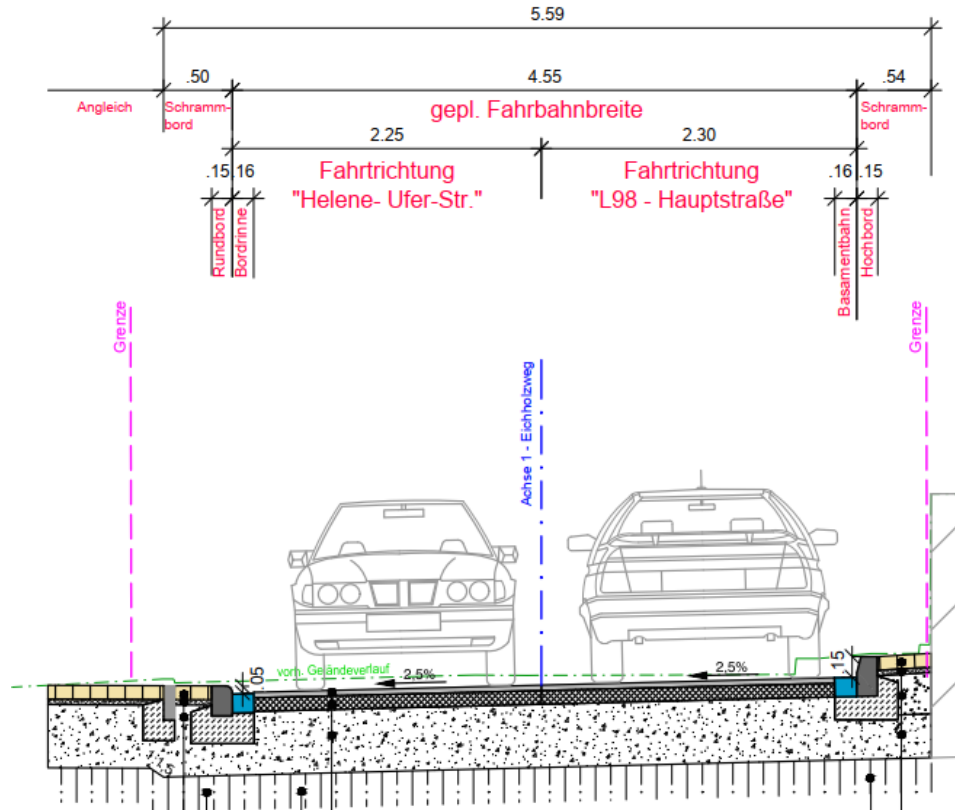 5.59
.50
4.55
.54
Angleich
Schramm-
bord
gepl. Fahrbahnbreite
Schramm-
bord
2.25
2.30
.15
.16
Fahrtrichtung
"Helene- Ufer-Str."
Fahrtrichtung
"L98 - Hauptstraße"
.16
.15
Rundbord
Bordrinne
Basamentbahn
Hochbord
Grenze
Grenze
Achse 1 - Eichholzweg
vorh. Geländeverlauf
2,5%
2,5%
.05
.15
1:5